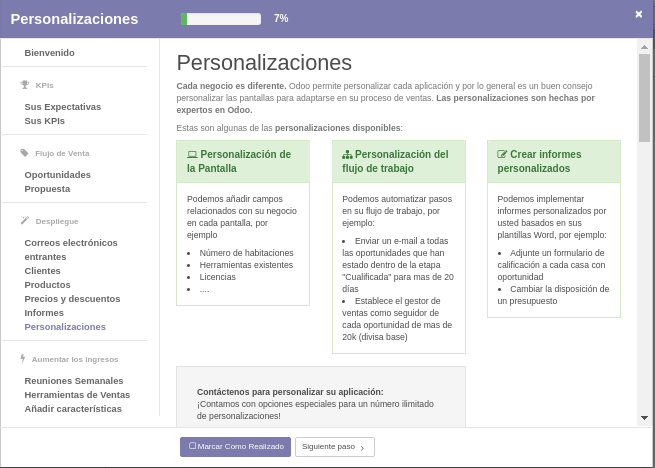 Personalizaciones
7%
×
Bienvenido
KPIs
Sus Expectativas
Sus KPIs
Flujo de Venta
Oportunidades
Propuesta
Despliegue
Correos electrónicos
entrantes
Clientes
Productos
Precios y descuentos
Informes
Personalizaciones
Aumentar los ingresos
Reuniones Semanales
Herramientas de Ventas
Añadir características
Personalizaciones
Cada negocio es diferente. Odoo permite personalizar cada aplicación y por lo general es un buen consejo
personalizar las pantallas para adaptarse en su proceso de ventas. Las personalizaciones son hechas por
expertos en Odoo.
Estas son algunas de las personalizaciones disponibles:
Personalización de
la Pantalla
Podemos añadir campos
relacionados con su negocio
en cada pantalla, por
ejemplo
• Número de habitaciones
• Herramientas existentes
• Licencias
• ....
Personalización del
flujo de trabajo
Podemos automatizar pasos
en su flujo de trabajo, por
ejemplo:
• Enviar un e-mail a todas
las oportunidades que han
estado dentro de la etapa
"Cualificada" para mas de 20
días
• Establece el gestor de
ventas como seguidor de
cada oportunidad de mas de
20k (divisa base)
Crear informes
personalizados
Podemos implementar
informes personalizados por
usted basados en sus
plantillas Word, por ejemplo:
• Adjunte un formulario de
calificación a cada casa con
oportunidad
• Cambiar la disposición de
un presupuesto
Contáctenos para personalizar su aplicación:
¡Contamos con opciones especiales para un número ilimitado
de personalizaciones!
Marcar Como Realizado
Siguiente paso